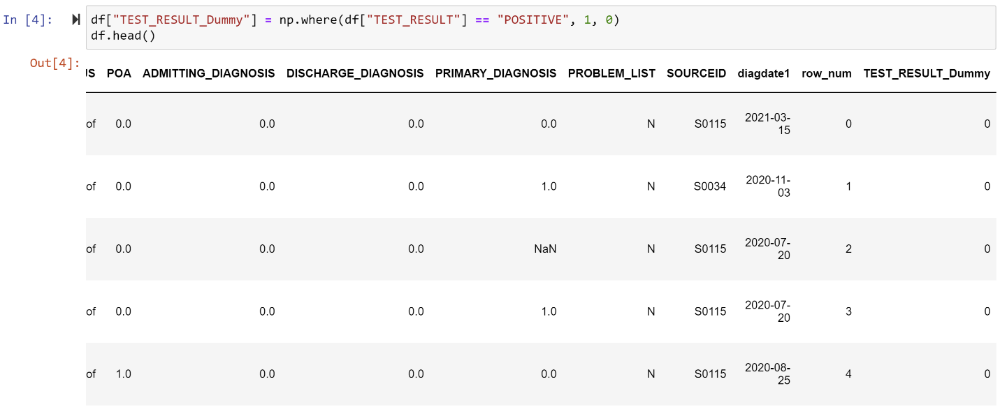 In [4]: df["TEST_RESULT_Dummy"] = np.where(df["TEST_RESULT"] == "POSITIVE", 1, 0)
df.head()
Out[4]:
JS POA ADMITTING_DIAGNOSIS DISCHARGE_DIAGNOSIS PRIMARY_DIAGNOSIS PROBLEM_LIST SOURCEID diagdate1 row_num TEST_RESULT_Dummy
of 0.0 0.0 0.0 0.0 N S0115 2021-03-15 0 0
of 0.0 0.0 0.0 1.0 N S0034 2020-11-03 1 0
of 0.0 0.0 0.0 NaN N S0115 2020-07-20 2 0
of 0.0 0.0 0.0 1.0 N S0115 2020-07-20 3 0
of 1.0 0.0 0.0 0.0 N S0115 2020-08-25 4 0